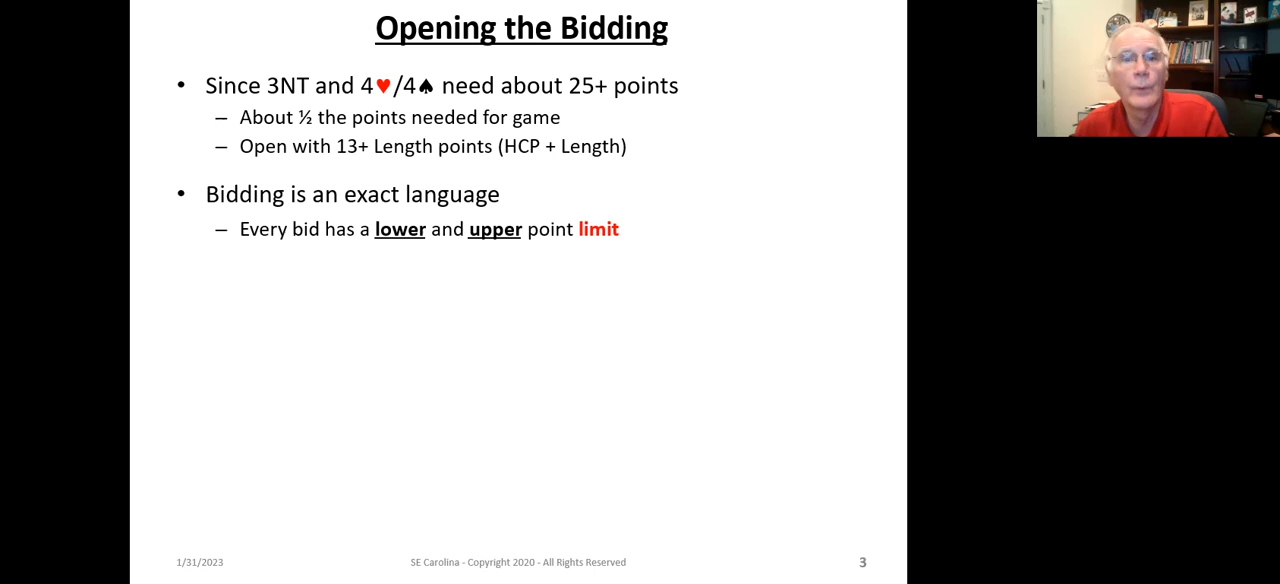 Opening the Bidding
• Since 3NT and 4♥/4♠ need about 25+ points
– About ½ the points needed for game
– Open with 13+ Length points (HCP + Length)
• Bidding is an exact language
– Every bid has a lower and upper point limit
1/31/2023
SE Carolina - Copyright 2020 - All Rights Reserved
3